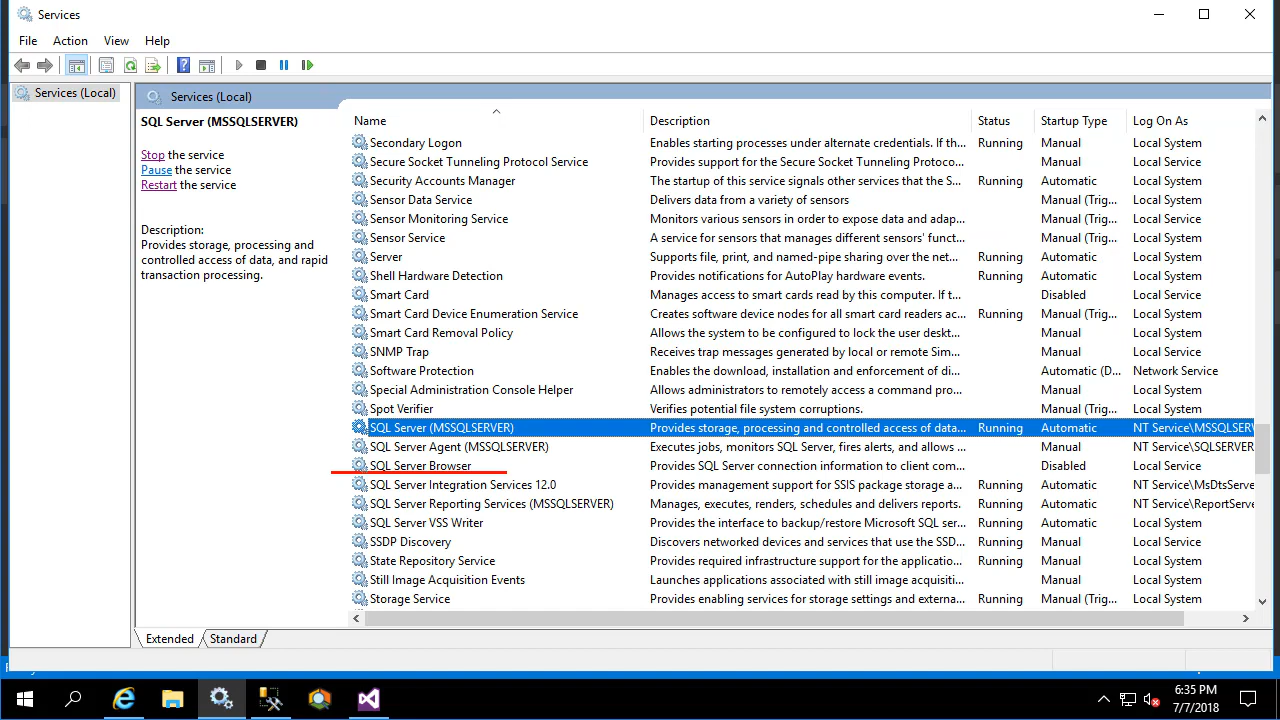 Services
File Action View Help
Services (Local)
Services (Local)
SQL Server (MSSQLSERVER)
Stop the service
Pause the service
Restart the service
Description:
Provides storage, processing and
controlled access of data, and rapid
transaction processing.
Name Description Status Startup Type Log On As
Secondary Logon Enables starting processes under alternate credentials. If th... Running Manual Local System
Secure Socket Tunneling Protocol Service Provides support for the Secure Socket Tunneling Protoco... Manual Local Service
Security Accounts Manager The startup of this service signals other services that the S... Running Automatic Local System
Sensor Data Service Delivers data from a variety of sensors Manual (Trig... Local System
Sensor Monitoring Service Monitors various sensors in order to expose data and adap... Manual (Trig... Local Service
Sensor Service A service for sensors that manages different sensors' funct... Manual (Trig... Local System
Server Supports file, print, and named-pipe sharing over the net... Running Automatic Local System
Shell Hardware Detection Provides notifications for AutoPlay hardware events. Running Automatic Local System
Smart Card Manages access to smart cards read by this computer. If t... Disabled Local Service
Smart Card Device Enumeration Service Creates software device nodes for all smart card readers ac... Running Manual (Trig... Local System
Smart Card Removal Policy Allows the system to be configured to lock the user deskt... Manual Local System
SNMP Trap Receives trap messages generated by local or remote Sim... Manual Local Service
Software Protection Enables the download, installation and enforcement of di... Automatic (D... Network Service
Special Administration Console Helper Allows administrators to remotely access a command pro... Manual Local System
Spot Verifier Verifies potential file system corruptions. Manual (Trig... Local System
SQL Server (MSSQLSERVER) Provides storage, processing and controlled access of data... Running Automatic NT Service\MSSQLSER
SQL Server Agent (MSSQLSERVER) Executes jobs, monitors SQL Server, fires alerts, and allows ... Manual NT Service\SQLSERVER
SQL Server Browser Provides SQL Server connection information to client com... Disabled Local Service
SQL Server Integration Services 12.0 Provides management support for SSIS package storage a... Running Automatic NT Service\MsDtsServe
SQL Server Reporting Services (MSSQLSERVER) Manages, executes, renders, schedules and delivers reports. Running Automatic NT Service\ReportServe
SQL Server VSS Writer Provides the interface to backup/restore Microsoft SQL ser... Running Automatic Local System
SSDP Discovery Discovers networked devices and services that use the SSD... Running Manual Local Service
State Repository Service Provides required infrastructure support for the applicatio... Running Manual Local System
Still Image Acquisition Events Launches applications associated with still image acquisiti... Manual Local System
Storage Service Provides enabling services for storage settings and externa... Running Manual (Trig... Local System
Extended Standard
6:35 PM
7/7/2018